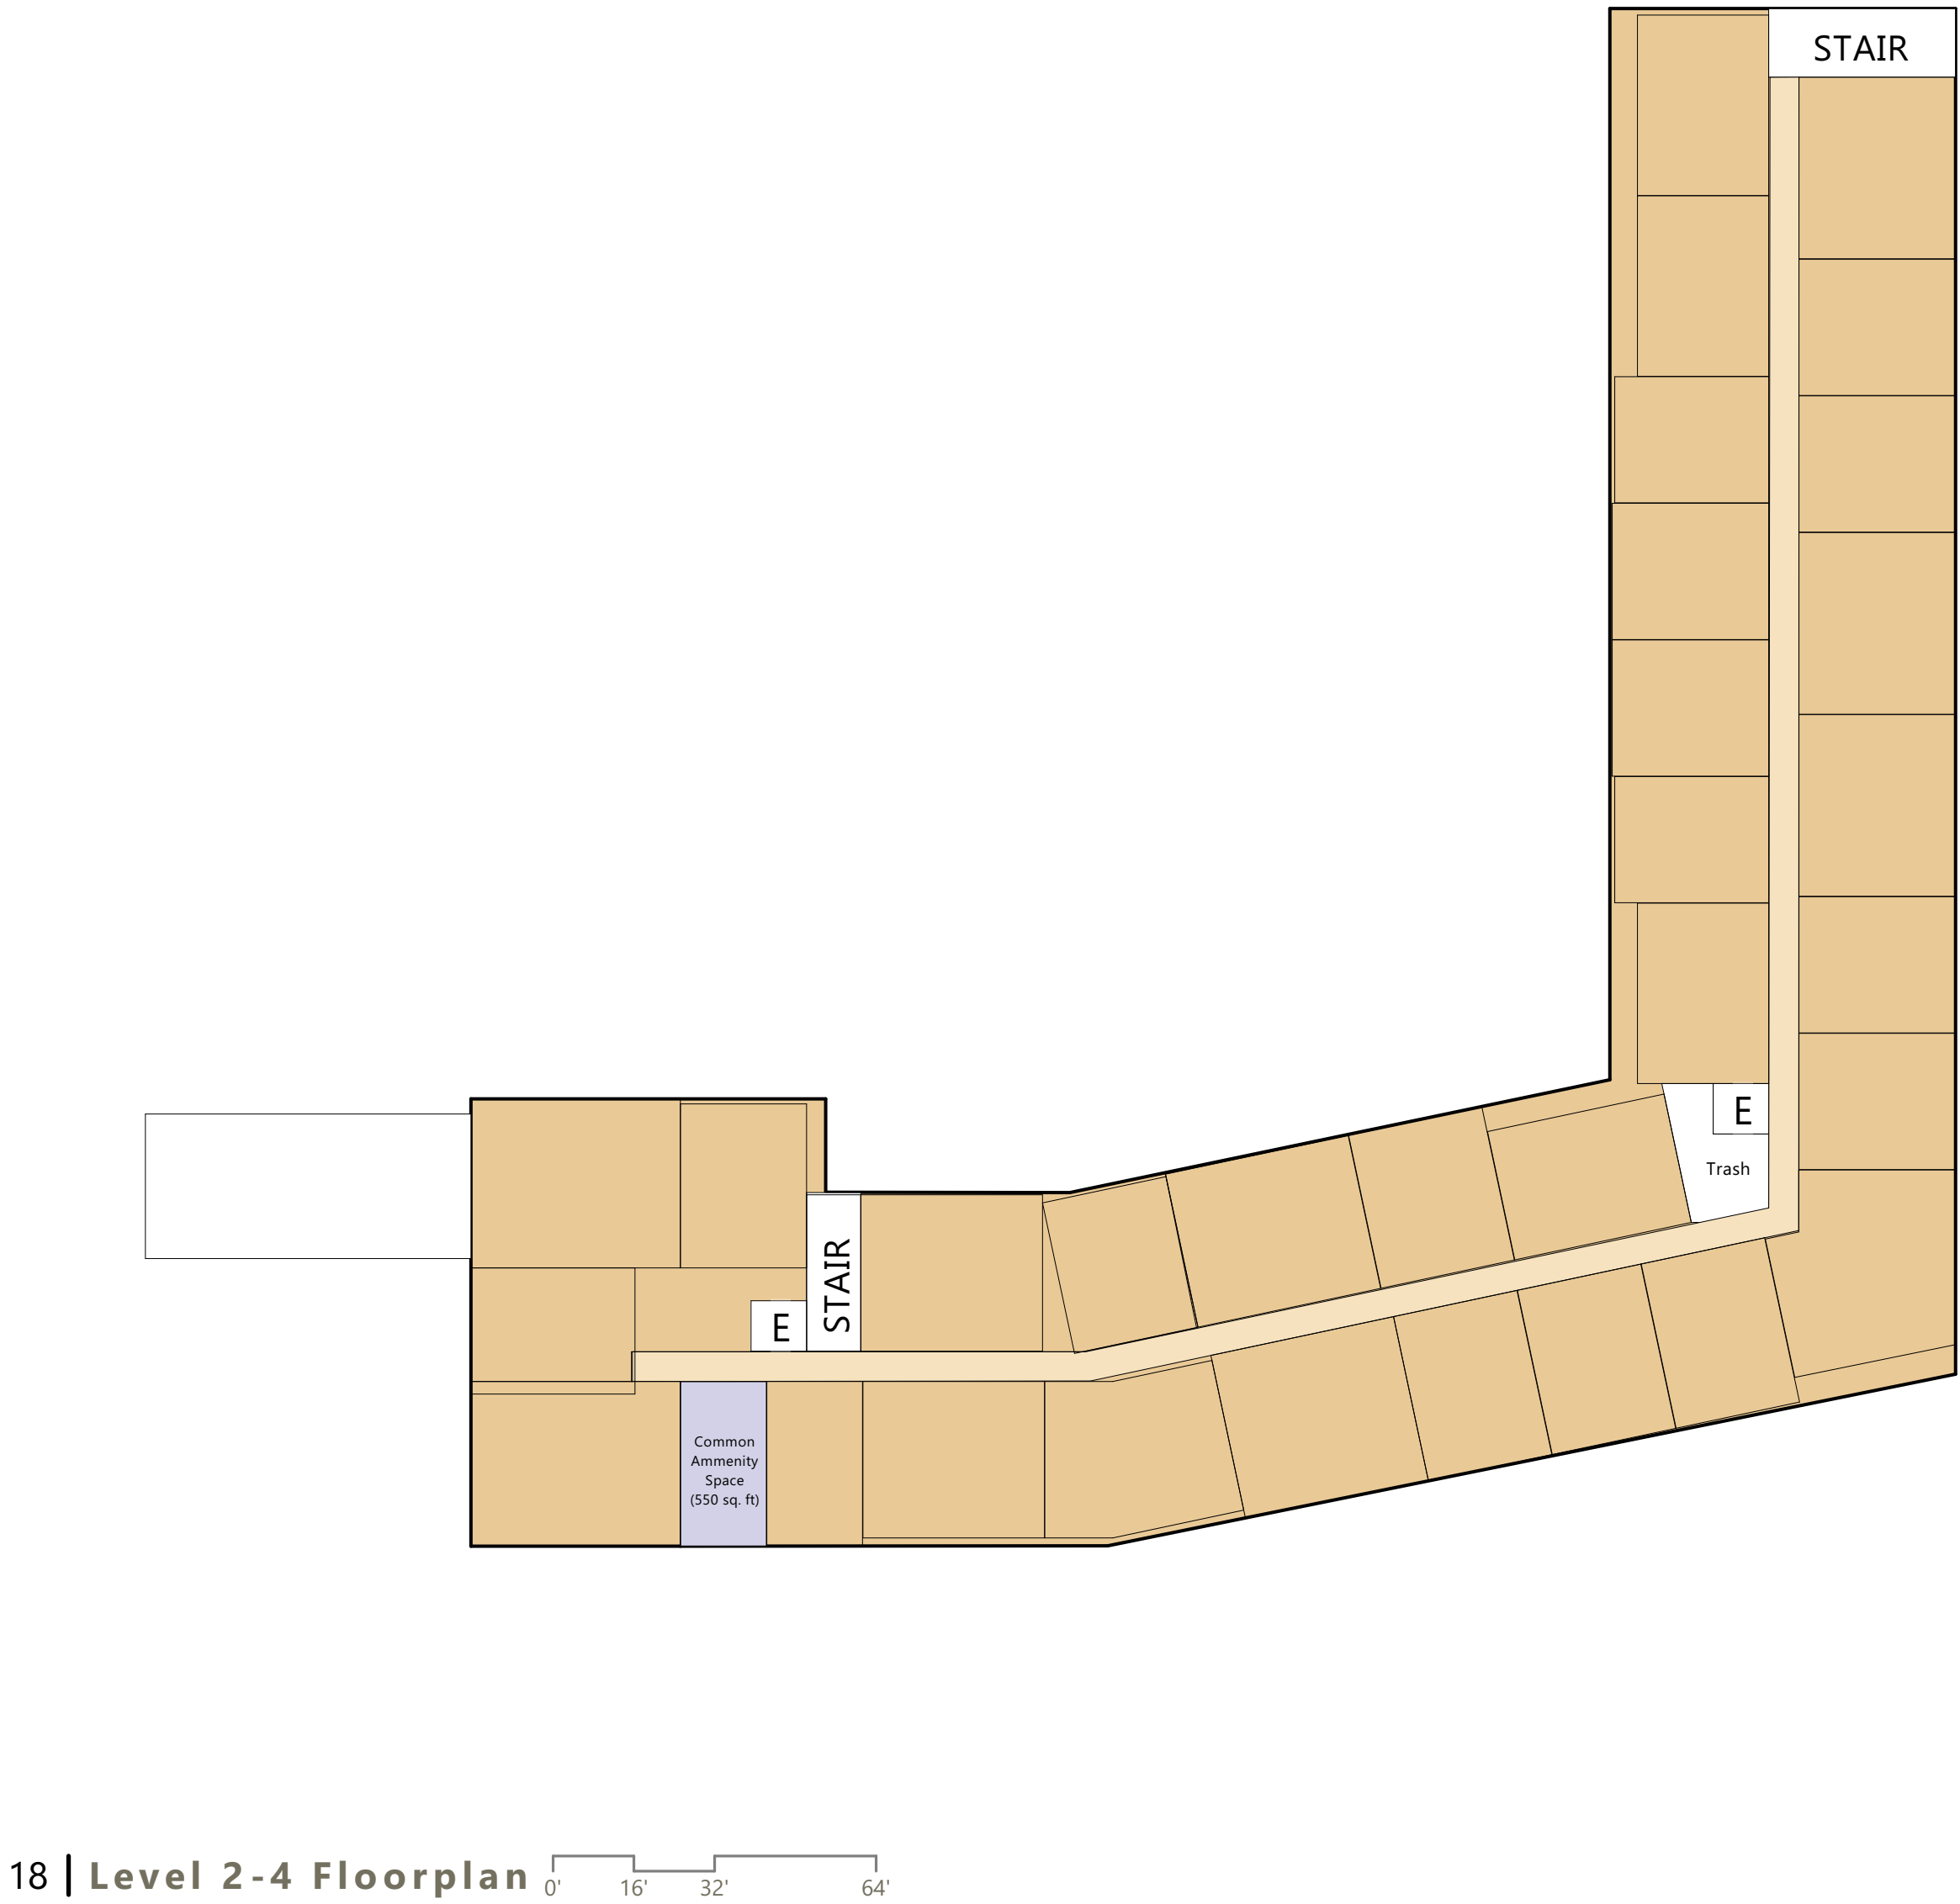 STAIR
E
Trash
STAIR
E
Common
Ammenity
Space
(550 sq. ft)
18 | Level 2-4 Floorplan
0' 16' 32' 64'